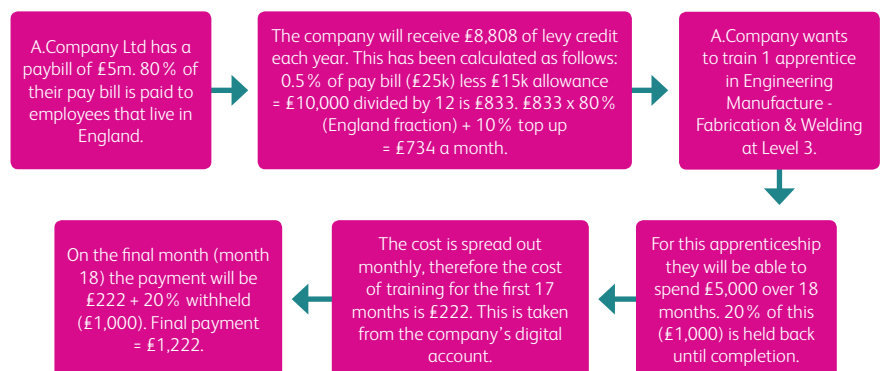 A.Company Ltd has a
paybill of £5m. 80% of
their pay bill is paid to
employees that live in
England.
The company will receive £8,808 of levy credit
each year. This has been calculated as follows:
0.5% of pay bill (£25k) less £15k allowance
= £10,000 divided by 12 is £833. £833 x 80%
(England fraction) + 10% top up
= £734 a month.
A.Company wants
to train 1 apprentice
in Engineering
Manufacture -
Fabrication & Welding
at Level 3.
For this apprenticeship
they will be able to
spend £5,000 over 18
months. 20% of this
(£1,000) is held back
until completion.
The cost is spread out
monthly, therefore the cost
of training for the first 17
months is £222. This is taken
from the company's digital
account.
On the final month (month
18) the payment will be
£222 + 20% withheld
(£1,000). Final payment
= £1,222.